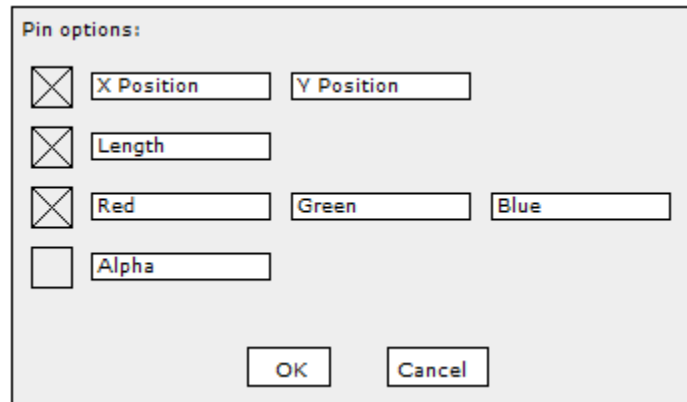 Pin options:
X Position Y Position
Length
Red Green Blue
Alpha
OK Cancel